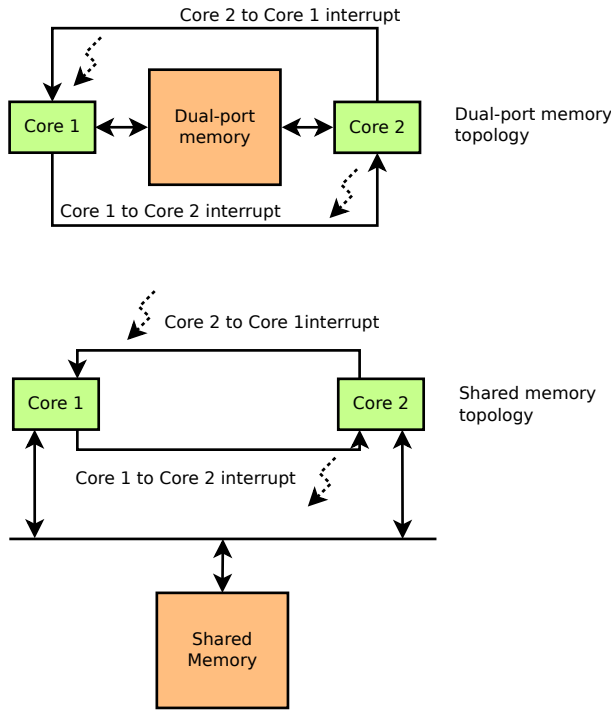 Core 2 to Core 1 interrupt
Core 1
Dual-port
memory
Core 2
Dual-port memory
topology
Core 1 to Core 2 interrupt
Core 2 to Core 1interrupt
Core 1
Core 2
Shared memory
topology
Core 1 to Core 2 interrupt
Shared
Memory